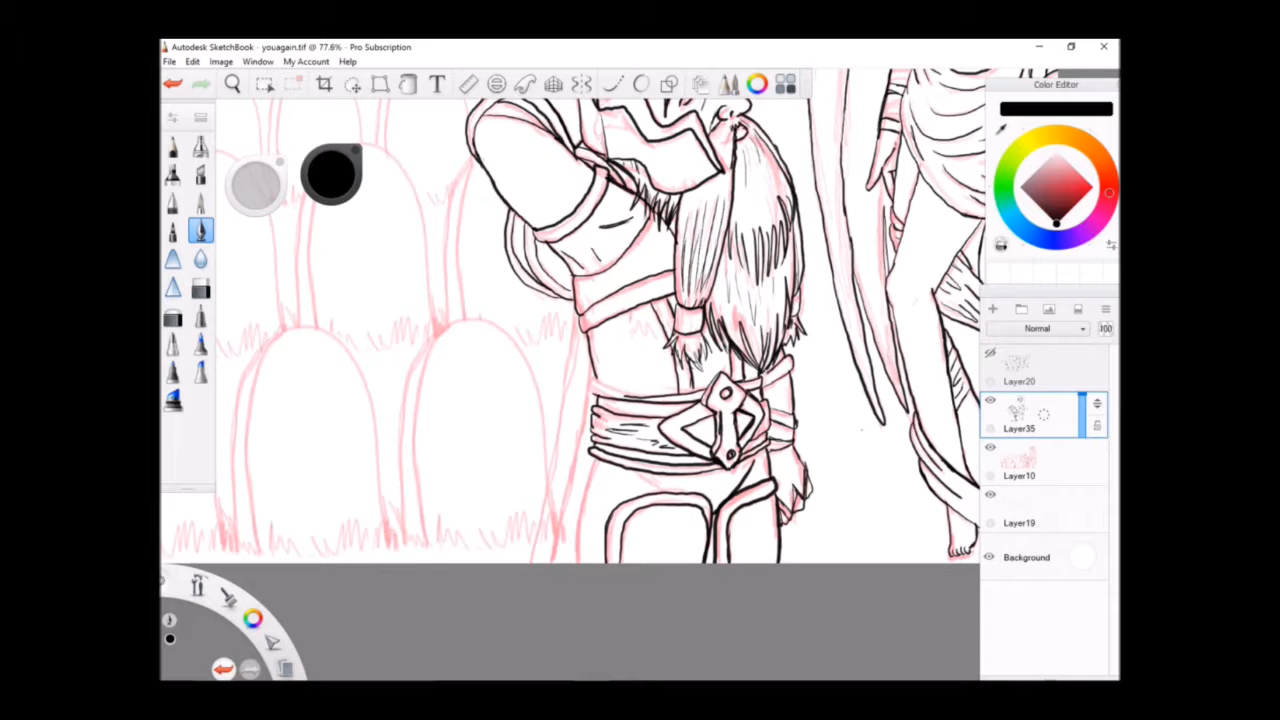 Autodesk SketchBook - youagain.tif @ 77.6% - Pro Subscription
File Edit Image Window My Account Help
T
Color Editor
Normal 100
Layer20
Layer35
Layer10
Layer19
Background